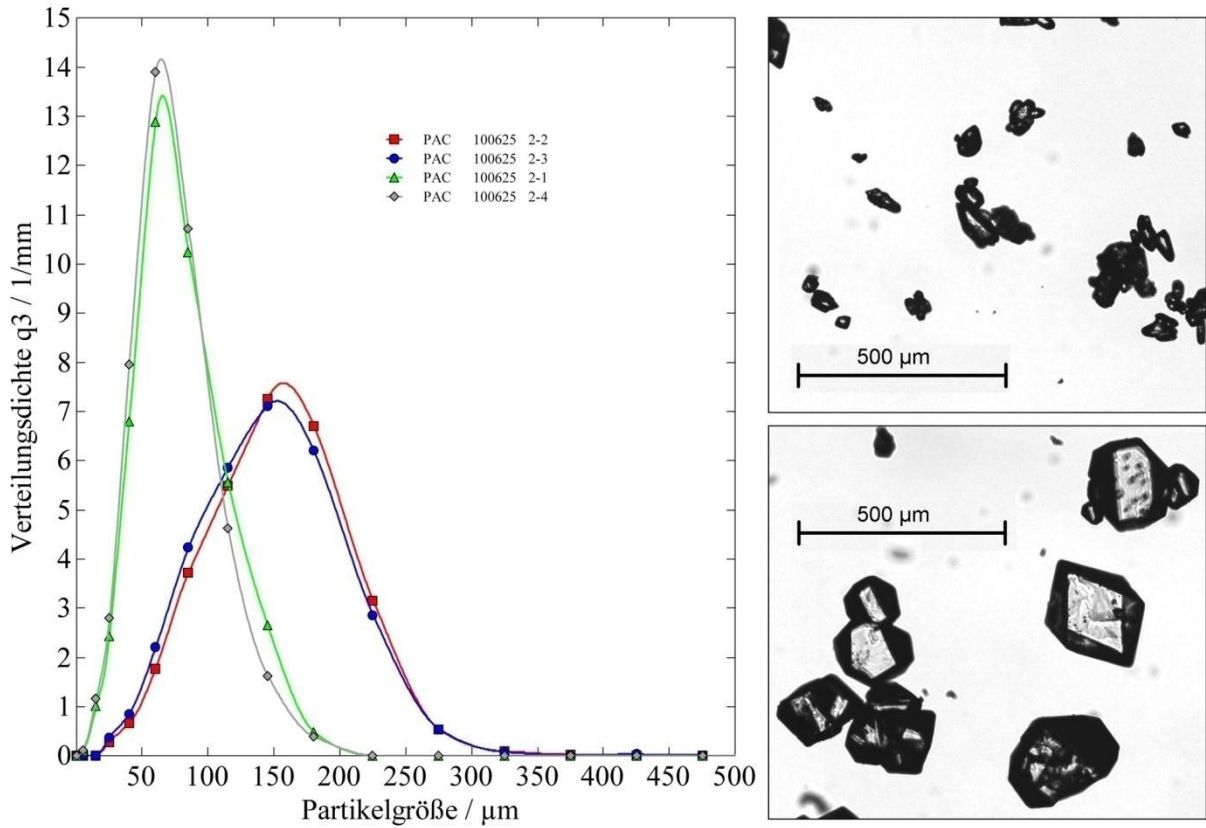 15
14
13
12
11
10
9
8
7
6
5
4
3
2
1
0
Verteilungsdichte q3 / 1/mm
PAC 100625 2-2
PAC 100625 2-3
PAC 100625 2-1
PAC 100625 2-4
50 100 150 200 250 300 350 400 450 500
Partikelgröße / µm
500 µm
500 µm